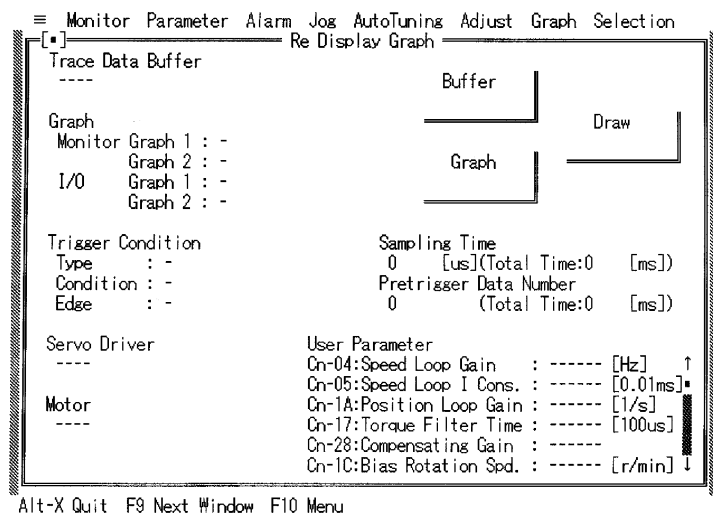 ≡ Monitor Parameter Alarm Jog AutoTuning Adjust Graph Selection
[▪] Re Display Graph
Trace Data Buffer
----
Buffer
Draw
Graph
Monitor Graph 1 : -
Graph 2 : -
I/O Graph 1 : -
Graph 2 : -
Graph
Trigger Condition
Type : -
Condition : -
Edge : -
Sampling Time
0 [us](Total Time:0 [ms])
Pretrigger Data Number
0 (Total Time:0 [ms])
Servo Driver
----
Motor
----
User Parameter
Cn-04:Speed Loop Gain : ------ [Hz] ↑
Cn-05:Speed Loop I Cons. : ------ [0.01ms]▪
Cn-1A:Position Loop Gain : ------ [1/s]
Cn-17:Torque Filter Time : ------ [100us]
Cn-28:Compensating Gain : ------
Cn-1C:Bias Rotation Spd. : ------ [r/min] ↓
Alt-X Quit F9 Next Window F10 Menu